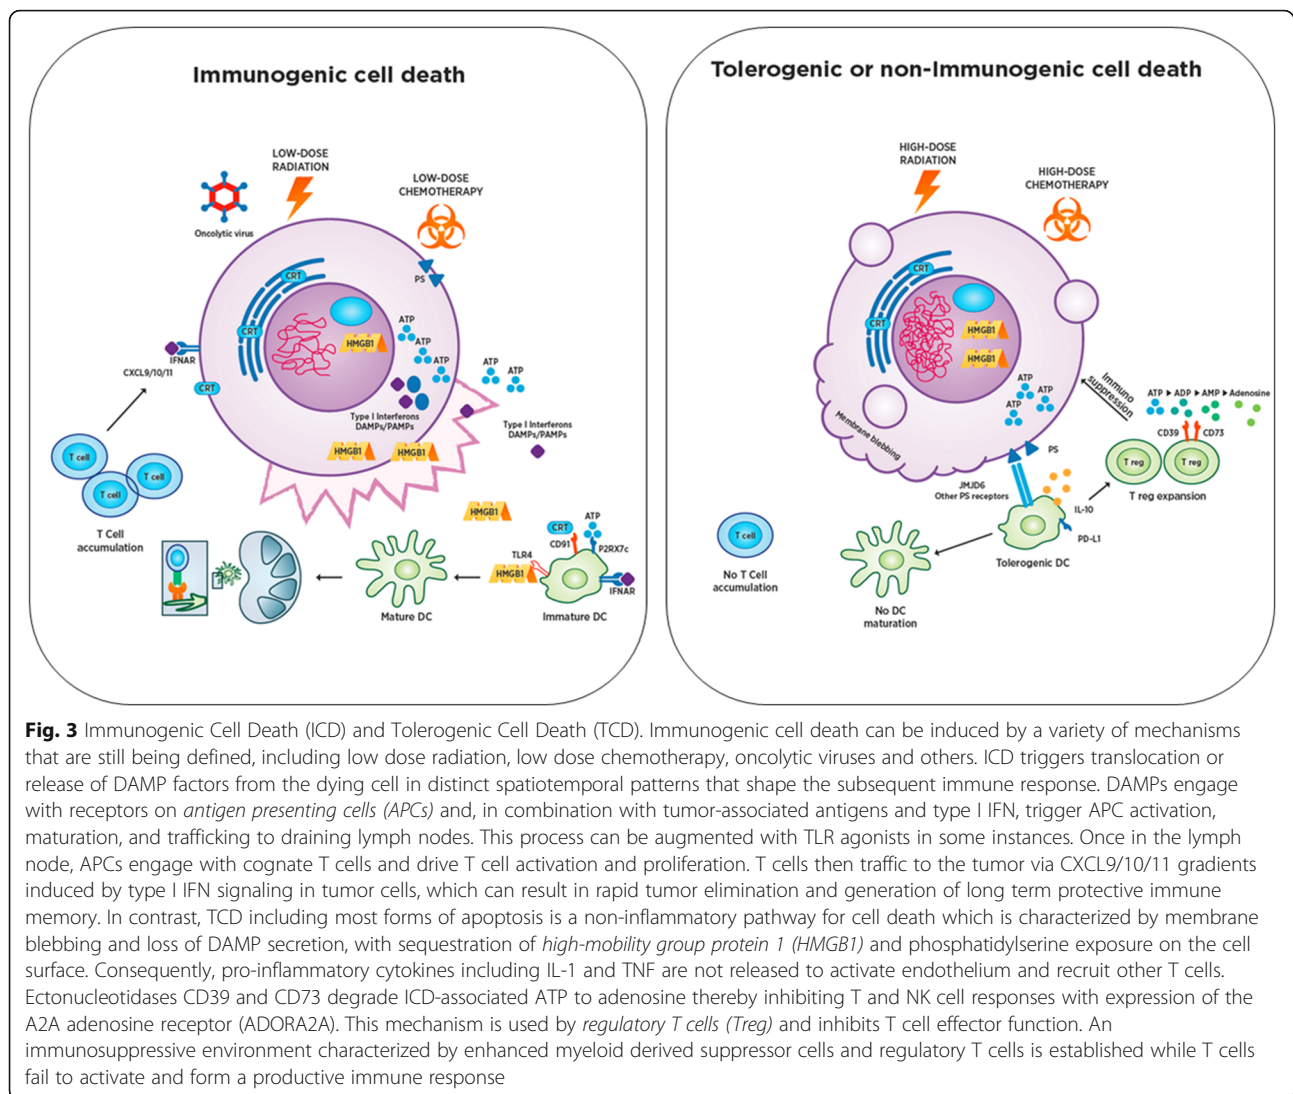 Immunogenic cell death
LOW-DOSE
RADIATION
LOW-DOSE
CHEMOTHERAPY
Oncolytic virus
PS
CRT
CRT
CRT
HMGB1
ATP
ATP
ATP
ATP
ATP
IFNAR
CXCL9/10/11
Type I Interferons
DAMPs/PAMPs
Type I Interferons
DAMPs/PAMPs
HMGB1
HMGB1
T cell
T cell
T cell
T Cell
accumulation
HMGB1
CRT
CD91
ATP
P2RX7c
TLR4
HMGB1
IFNAR
Mature DC
Immature DC
Tolerogenic or non-Immunogenic cell death
HIGH-DOSE
RADIATION
HIGH-DOSE
CHEMOTHERAPY
CRT
CRT
HMGB1
HMGB1
ATP
ATP
ATP
Membrane blebbing
Immuno
suppression
ATP ▸ ADP ▸ AMP ▸ Adenosine
CD39
CD73
T reg
T reg
T reg expansion
PS
JMJD6
Other PS receptors
IL-10
PD-L1
Tolerogenic DC
T cell
No T Cell
accumulation
No DC
maturation
Fig. 3 Immunogenic Cell Death (ICD) and Tolerogenic Cell Death (TCD). Immunogenic cell death can be induced by a variety of mechanisms
that are still being defined, including low dose radiation, low dose chemotherapy, oncolytic viruses and others. ICD triggers translocation or
release of DAMP factors from the dying cell in distinct spatiotemporal patterns that shape the subsequent immune response. DAMPs engage
with receptors on antigen presenting cells (APCs) and, in combination with tumor-associated antigens and type I IFN, trigger APC activation,
maturation, and trafficking to draining lymph nodes. This process can be augmented with TLR agonists in some instances. Once in the lymph
node, APCs engage with cognate T cells and drive T cell activation and proliferation. T cells then traffic to the tumor via CXCL9/10/11 gradients
induced by type I IFN signaling in tumor cells, which can result in rapid tumor elimination and generation of long term protective immune
memory. In contrast, TCD including most forms of apoptosis is a non-inflammatory pathway for cell death which is characterized by membrane
blebbing and loss of DAMP secretion, with sequestration of high-mobility group protein 1 (HMGB1) and phosphatidylserine exposure on the cell
surface. Consequently, pro-inflammatory cytokines including IL-1 and TNF are not released to activate endothelium and recruit other T cells.
Ectonucleotidases CD39 and CD73 degrade ICD-associated ATP to adenosine thereby inhibiting T and NK cell responses with expression of the
A2A adenosine receptor (ADORA2A). This mechanism is used by regulatory T cells (Treg) and inhibits T cell effector function. An
immunosuppressive environment characterized by enhanced myeloid derived suppressor cells and regulatory T cells is established while T cells
fail to activate and form a productive immune response